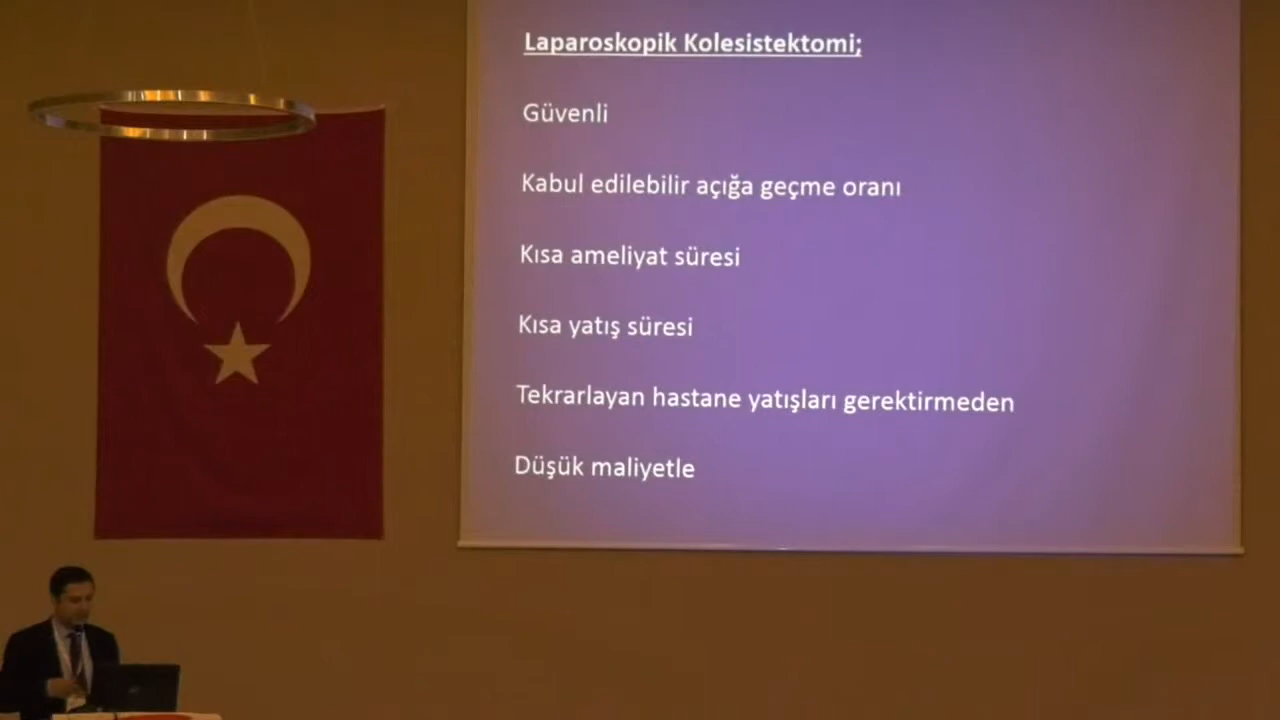 Laparoskopik Kolesistektomi;
Güvenli
Kabul edilebilir açığa geçme oranı
Kısa ameliyat süresi
Kısa yatış süresi
Tekrarlayan hastane yatışları gerektirmeden
Düşük maliyetle